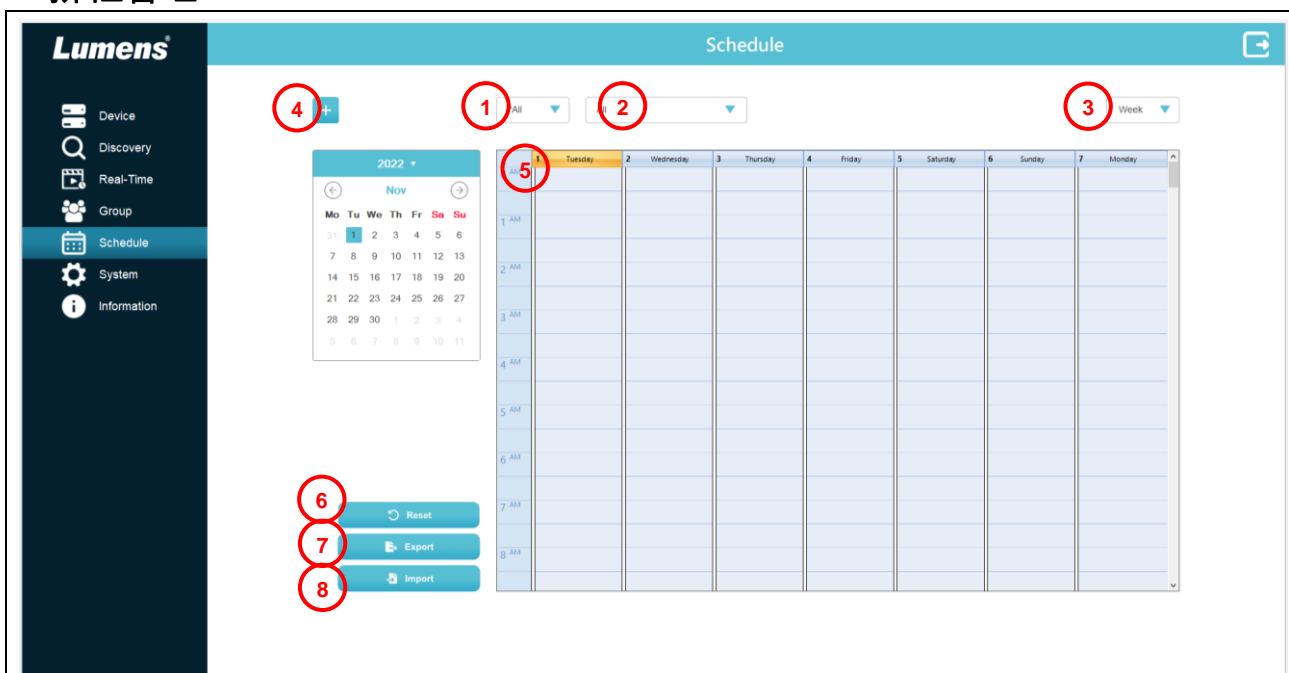 Lumens®
Schedule
Device
Discovery
Real-Time
Group
Schedule
System
Information
4
+
1
All
2
3
Week
2022
Nov
Mo Tu We Th Fr Sa Su
31 1 2 3 4 5 6
7 8 9 10 11 12 13
14 15 16 17 18 19 20
21 22 23 24 25 26 27
28 29 30 1 2 3 4
5 6 7 8 9 10 11
5
1 Tuesday 2 Wednesday 3 Thursday 4 Friday 5 Saturday 6 Sunday 7 Monday
AM
1 AM
2 AM
3 AM
4 AM
5 AM
6 AM
7 AM
8 AM
6
Reset
7
Export
8
Import